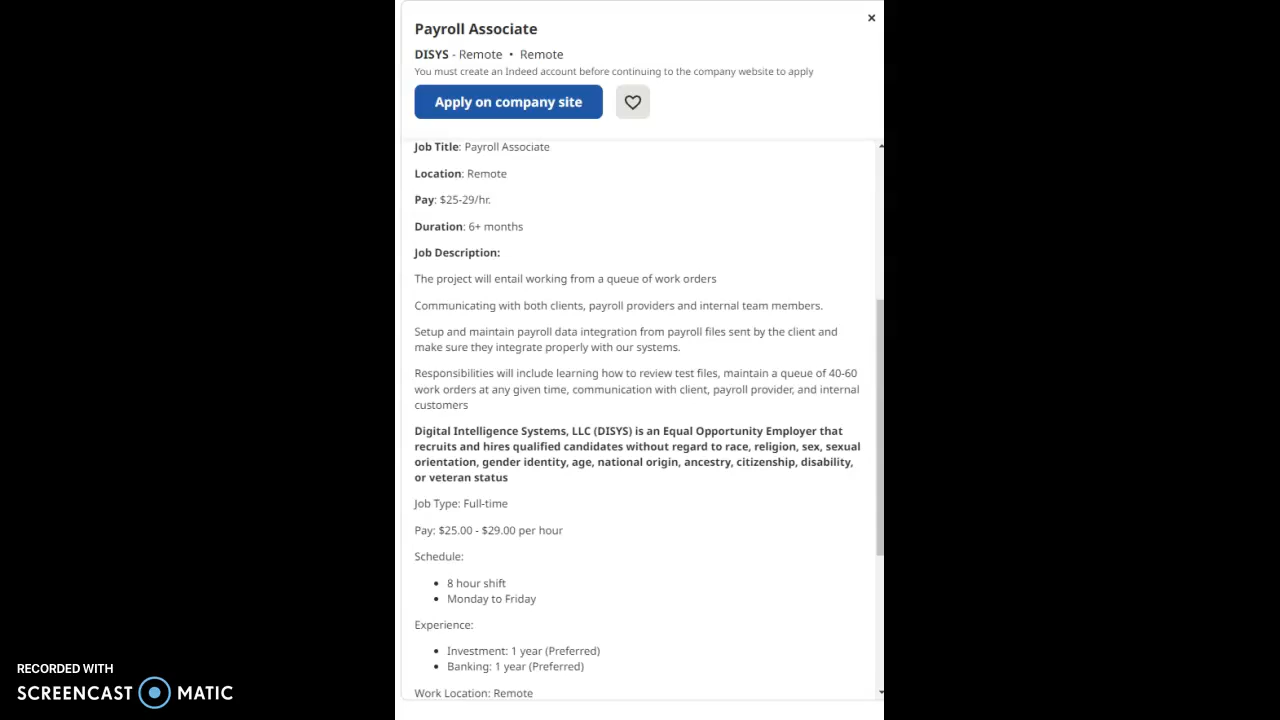 Payroll Associate
DISYS - Remote • Remote
You must create an Indeed account before continuing to the company website to apply
Apply on company site
Job Title: Payroll Associate
Location: Remote
Pay: $25-29/hr.
Duration: 6+ months
Job Description:
The project will entail working from a queue of work orders
Communicating with both clients, payroll providers and internal team members.
Setup and maintain payroll data integration from payroll files sent by the client and
make sure they integrate properly with our systems.
Responsibilities will include learning how to review test files, maintain a queue of 40-60
work orders at any given time, communication with client, payroll provider, and internal
customers
Digital Intelligence Systems, LLC (DISYS) is an Equal Opportunity Employer that
recruits and hires qualified candidates without regard to race, religion, sex, sexual
orientation, gender identity, age, national origin, ancestry, citizenship, disability,
or veteran status
Job Type: Full-time
Pay: $25.00 - $29.00 per hour
Schedule:
• 8 hour shift
• Monday to Friday
Experience:
• Investment: 1 year (Preferred)
• Banking: 1 year (Preferred)
Work Location: Remote
RECORDED WITH
SCREENCAST MATIC